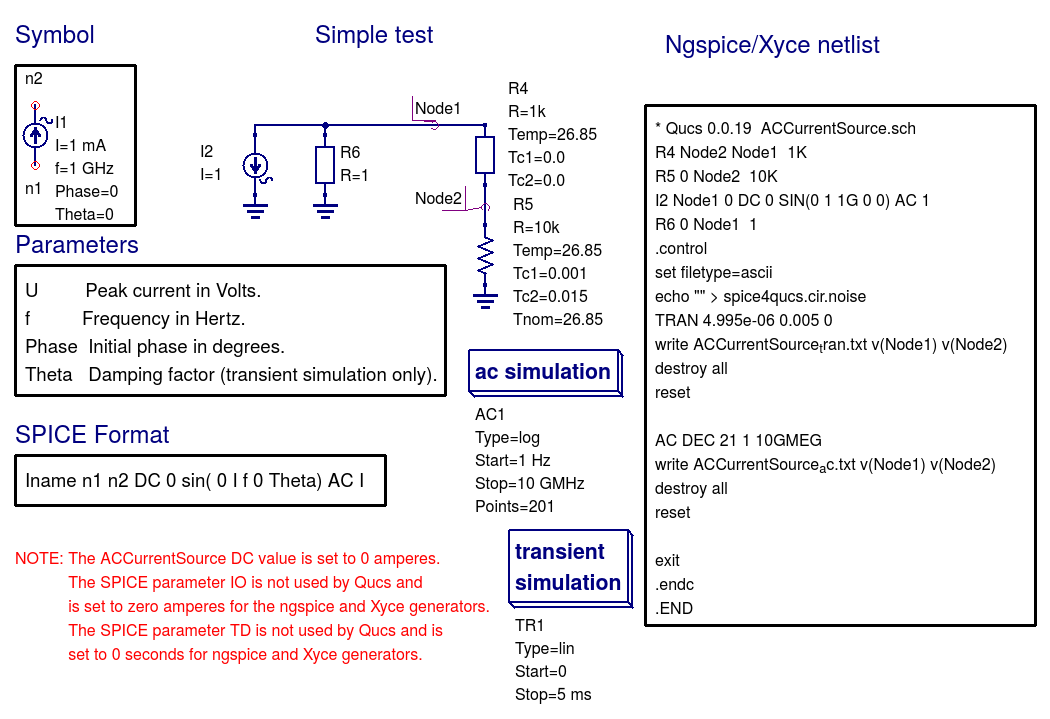 Symbol
n2
I1
I=1 mA
f=1 GHz
Phase=0
Theta=0
n1
Parameters
U Peak current in Volts.
f Frequency in Hertz.
Phase Initial phase in degrees.
Theta Damping factor (transient simulation only).
SPICE Format
Iname n1 n2 DC 0 sin( 0 I f 0 Theta) AC I
NOTE: The ACCurrentSource DC value is set to 0 amperes.
The SPICE parameter IO is not used by Qucs and
is set to zero amperes for the ngspice and Xyce generators.
The SPICE parameter TD is not used by Qucs and is
set to 0 seconds for ngspice and Xyce generators.
Simple test
I2
I=1
R6
R=1
Node1
Node2
R4
R=1k
Temp=26.85
Tc1=0.0
Tc2=0.0
R5
R=10k
Temp=26.85
Tc1=0.001
Tc2=0.015
Tnom=26.85
ac simulation
AC1
Type=log
Start=1 Hz
Stop=10 GMHz
Points=201
transient
simulation
TR1
Type=lin
Start=0
Stop=5 ms
Ngspice/Xyce netlist
* Qucs 0.0.19 ACCurrentSource.sch
R4 Node2 Node1 1K
R5 0 Node2 10K
I2 Node1 0 DC 0 SIN(0 1 1G 0 0) AC 1
R6 0 Node1 1
.control
set filetype=ascii
echo "" > spice4qucs.cir.noise
TRAN 4.995e-06 0.005 0
write ACCurrentSourcetran.txt v(Node1) v(Node2)
destroy all
reset
AC DEC 21 1 10GMEG
write ACCurrentSourceac.txt v(Node1) v(Node2)
destroy all
reset
exit
.endc
.END